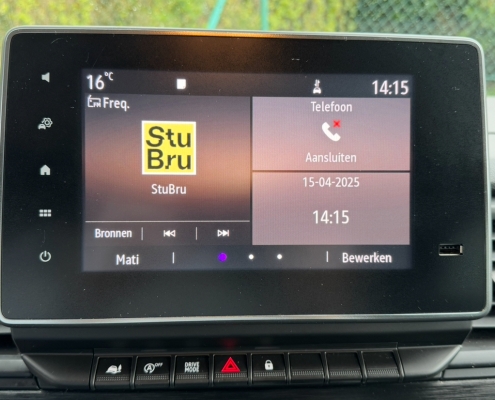 16°C
14:15
Freq.
Stu
Bru
StuBru
Bronnen
Telefoon
Aansluiten
15-04-2025
14:15
Mati
Bewerken
OFF
DRIVE
MODE